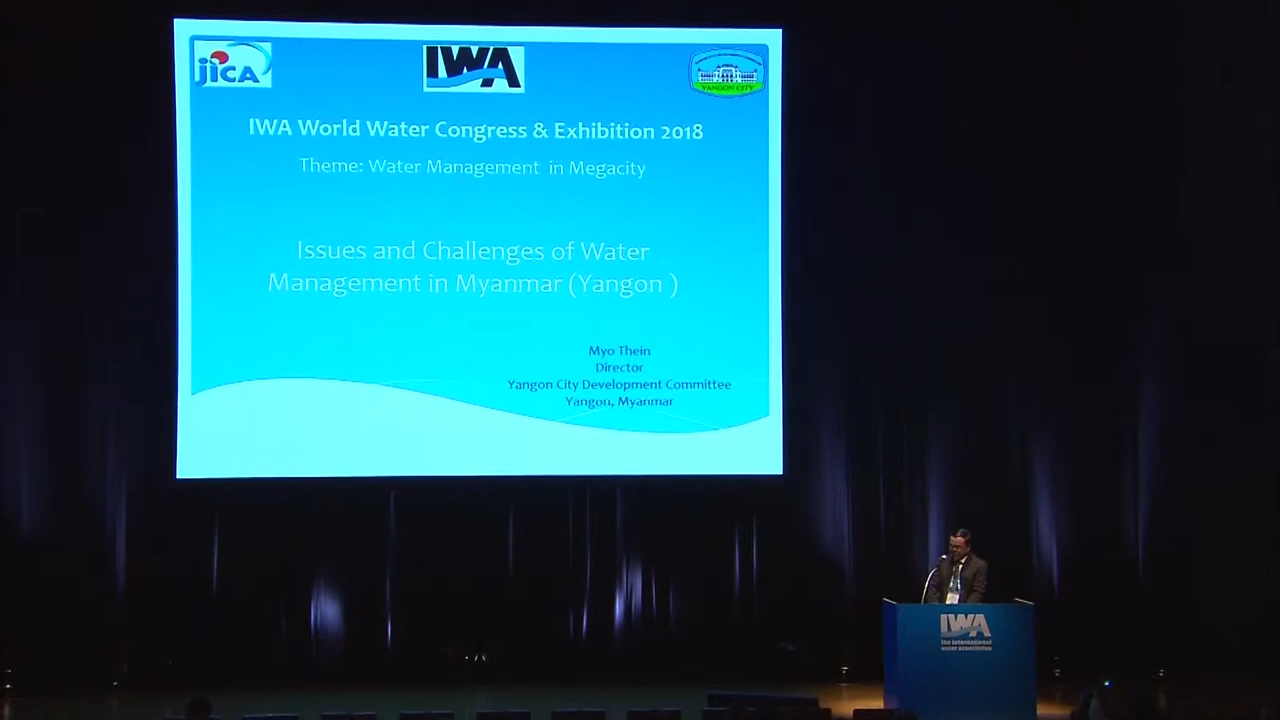 jICA
IWA
YANGON CITY
IWA World Water Congress & Exhibition 2018
Theme: Water Management in Megacity
Issues and Challenges of Water
Management in Myanmar (Yangon )
Myo Thein
Director
Yangon City Development Committee
Yangon, Myanmar
IWA
the international
water association